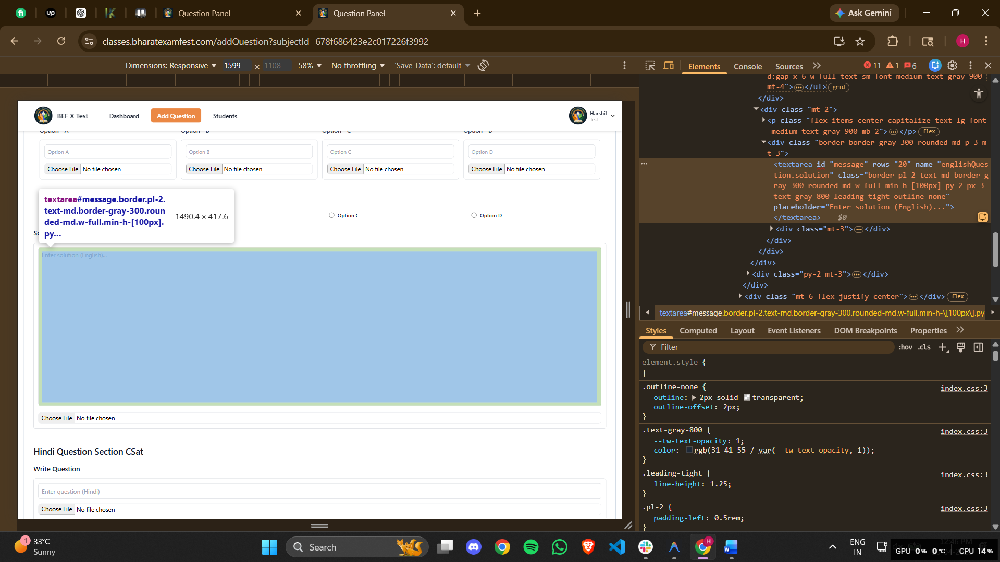 Question Panel
Question Panel
Ask Gemini
classes.bharatexamfest.com/addQuestion?subjectId=678f686423e2c017226f3992
H
Dimensions: Responsive 1599 × 1108 58% No throttling 'Save-Data': default
Elements Console Sources 11 1 6
BEF X Test Dashboard Add Question Students Harshil
Test
Option - A Option - B Option - C Option - D
Option A Option B Option C Option D
Choose File No file chosen Choose File No file chosen Choose File No file chosen Choose File No file chosen
textarea#message.border.pl-2.
text-md.border-gray-300.roun
ded-md.w-full.min-h-[100px].
py...
1490.4 × 417.6
Option C Option D
Enter solution (English)...
Choose File No file chosen
Hindi Question Section CSat
Write Question
Enter question (Hindi)
Choose File No file chosen
d:gap-x-6 w-full text-sm font-medium text-gray-900
mt-4"> </ul> grid
</div>
<div class="mt-2">
<p class="flex items-center capitalize text-lg font
-medium text-gray-900 mb-2"> </p> flex
<div class="border border-gray-300 rounded-md p-3 m
t-3">
<textarea id="message" rows="20" name="englishQues
tion.solution" class="border pl-2 text-md border-g
ray-300 rounded-md w-full min-h-[100px] py-2 px-3
text-gray-800 leading-tight outline-none"
placeholder="Enter solution (English)...">
</textarea> == $0
<div class="mt-3"> </div>
</div>
</div>
</div>
<div class="py-2 mt-3"> </div>
</div>
<div class="mt-6 flex justify-center"> </div> flex
textarea#message.border.pl-2.text-md.border-gray-300.rounded-md.w-full.min-h-\[100px\].py
Styles Computed Layout Event Listeners DOM Breakpoints Properties
Filter :hov .cls
element.style {
}
.outline-none { index.css:3
outline: 2px solid transparent;
outline-offset: 2px;
}
.text-gray-800 { index.css:3
--tw-text-opacity: 1;
color: rgb(31 41 55 / var(--tw-text-opacity, 1));
}
.leading-tight { index.css:3
line-height: 1.25;
}
.pl-2 { index.css:3
padding-left: 0.5rem;
}
1 33°C
Sunny
Search
ENG
IN
12:46 PM
GPU 0% 0°C CPU 14%